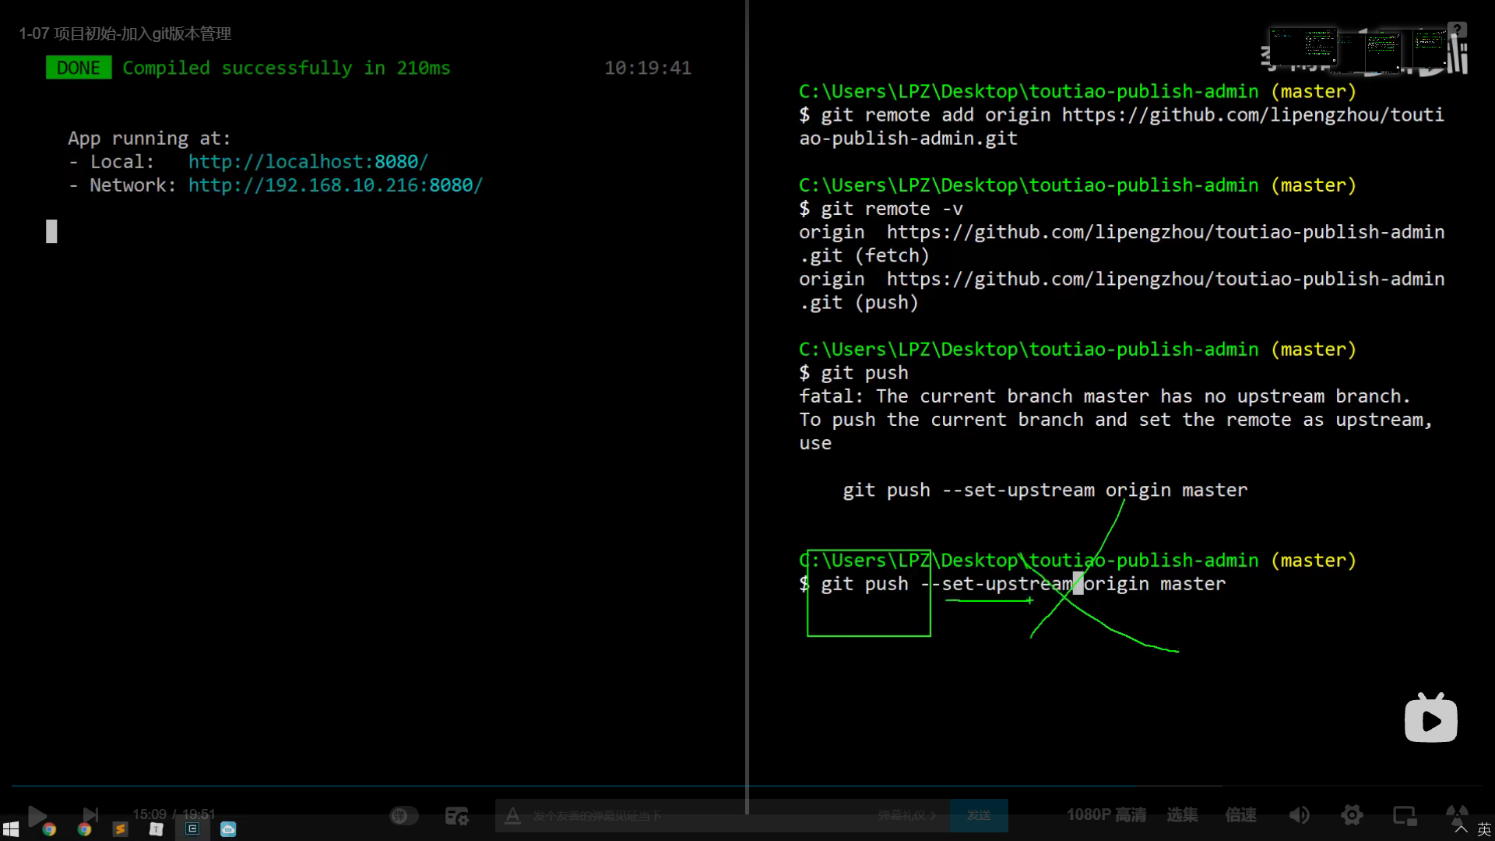 1-07 项目初始-加入git版本管理
DONE Compiled successfully in 210ms 10:19:41
App running at:
- Local: http://localhost:8080/
- Network: http://192.168.10.216:8080/
C:\Users\LPZ\Desktop\toutiao-publish-admin (master)
$ git remote add origin https://github.com/lipengzhou/touti
ao-publish-admin.git
C:\Users\LPZ\Desktop\toutiao-publish-admin (master)
$ git remote -v
origin https://github.com/lipengzhou/toutiao-publish-admin
.git (fetch)
origin https://github.com/lipengzhou/toutiao-publish-admin
.git (push)
C:\Users\LPZ\Desktop\toutiao-publish-admin (master)
$ git push
fatal: The current branch master has no upstream branch.
To push the current branch and set the remote as upstream,
use
git push --set-upstream origin master
C:\Users\LPZ\Desktop\toutiao-publish-admin (master)
$ git push --set-upstream origin master
15:09 / 19:51
发个友善的弹幕见证当下
弹幕礼仪
发送
1080P 高清
选集
倍速
英